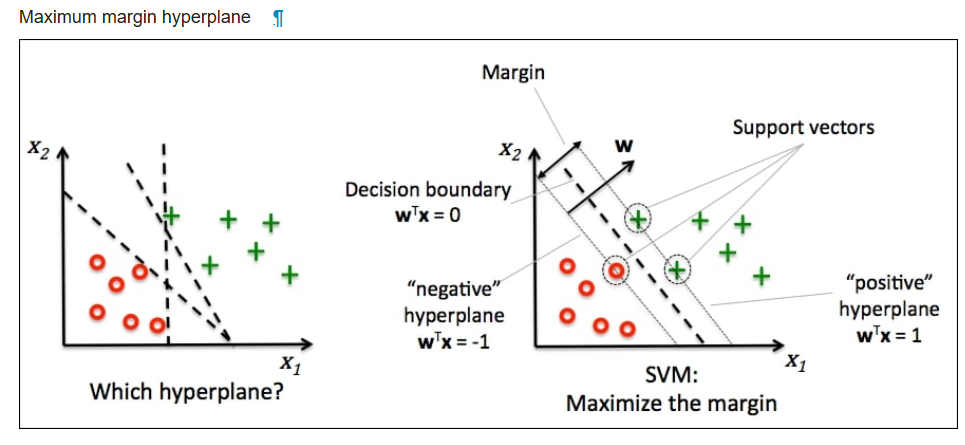 Maximum margin hyperplane ¶
x2
x1
Which hyperplane?
Margin
Support vectors
x2
w
Decision boundary
wTx = 0
“negative”
hyperplane
wTx = -1
“positive”
hyperplane
wTx = 1
x1
SVM:
Maximize the margin